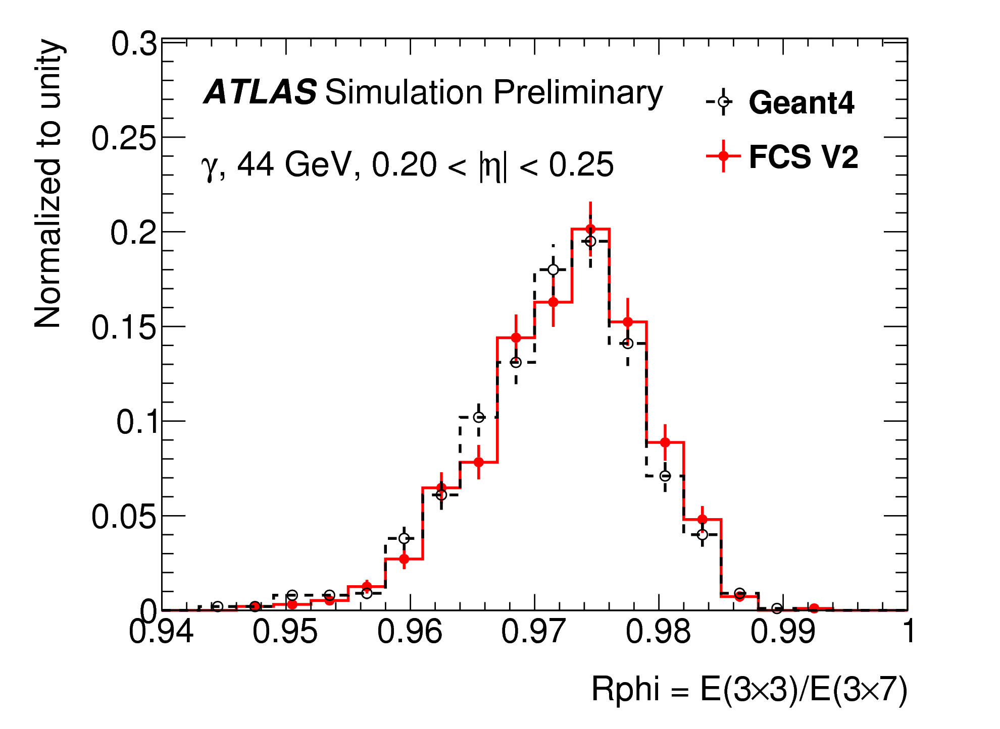 Normalized to unity
0.3
0.25
0.2
0.15
0.1
0.05
0
ATLAS Simulation Preliminary
γ, 44 GeV, 0.20 < |η| < 0.25
Geant4
FCS V2
0.94 0.95 0.96 0.97 0.98 0.99 1
Rphi = E(3×3)/E(3×7)